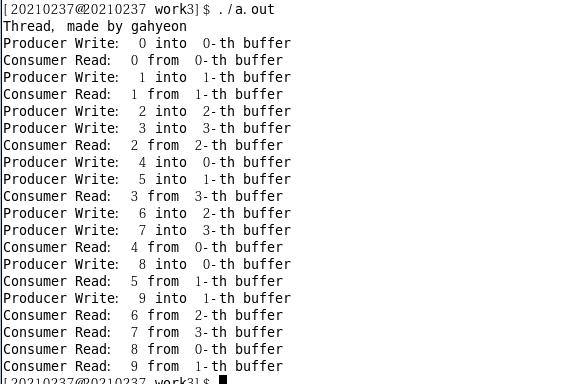 [20210237@20210237 work3]$ ./a.out
Thread, made by gahyeon
Producer Write: 0 into 0-th buffer
Consumer Read: 0 from 0-th buffer
Producer Write: 1 into 1-th buffer
Consumer Read: 1 from 1-th buffer
Producer Write: 2 into 2-th buffer
Producer Write: 3 into 3-th buffer
Consumer Read: 2 from 2-th buffer
Producer Write: 4 into 0-th buffer
Producer Write: 5 into 1-th buffer
Consumer Read: 3 from 3-th buffer
Producer Write: 6 into 2-th buffer
Producer Write: 7 into 3-th buffer
Consumer Read: 4 from 0-th buffer
Producer Write: 8 into 0-th buffer
Consumer Read: 5 from 1-th buffer
Producer Write: 9 into 1-th buffer
Consumer Read: 6 from 2-th buffer
Consumer Read: 7 from 3-th buffer
Consumer Read: 8 from 0-th buffer
Consumer Read: 9 from 1-th buffer
[20210237@20210237 work3]$